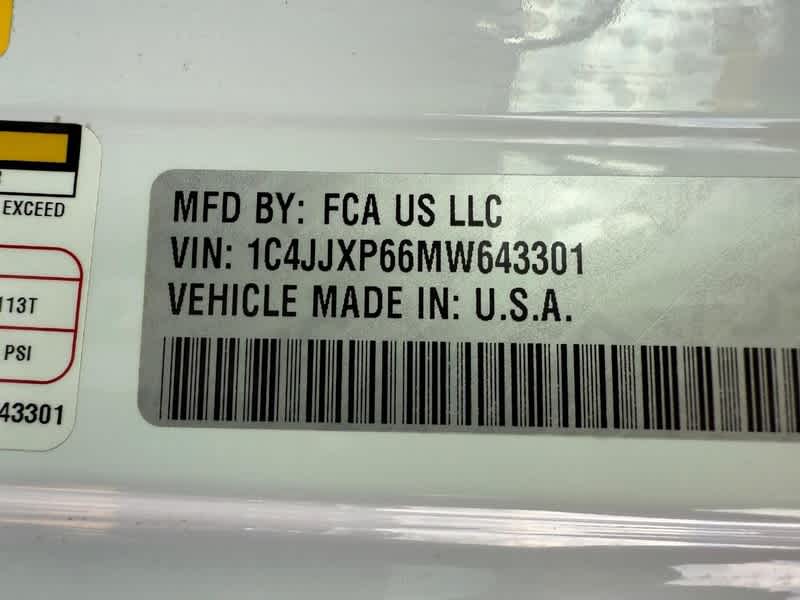 EXCEED
113T
PSI
43301
MFD BY: FCA US LLC
VIN: 1C4JJXP66MW643301
VEHICLE MADE IN: U.S.A.